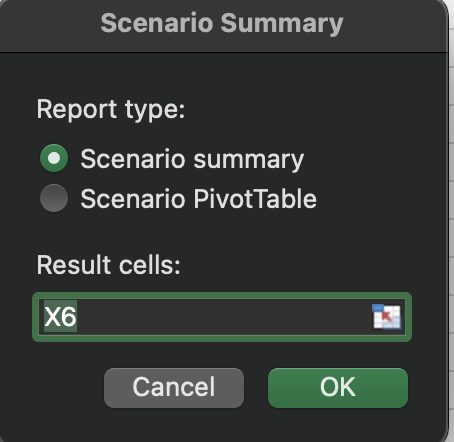 Scenario Summary
Report type:
Scenario summary
Scenario PivotTable
Result cells:
X6
Cancel OK